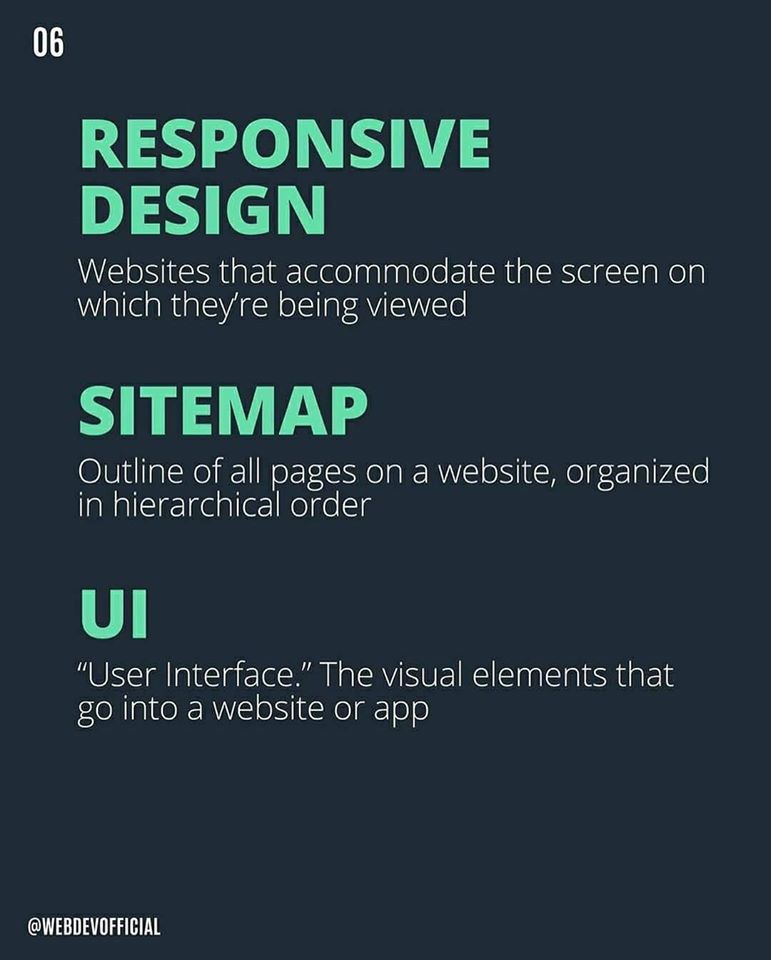 06
RESPONSIVE
DESIGN
Websites that accommodate the screen on
which they’re being viewed
SITEMAP
Outline of all pages on a website, organized
in hierarchical order
UI
“User Interface.” The visual elements that
go into a website or app
@WEBDEVOFFICIAL